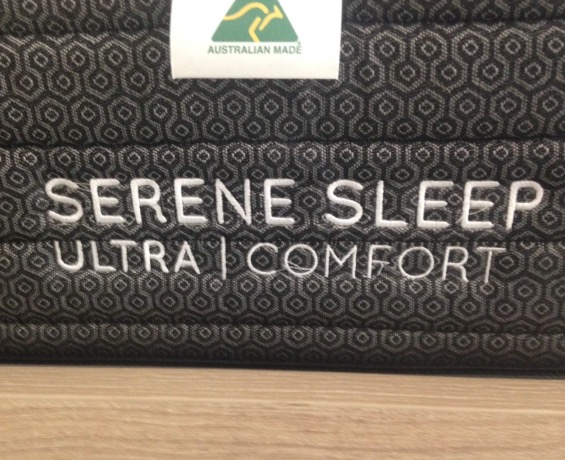 AUSTRALIAN MADE
SERENE SLEEP
ULTRA | COMFORT